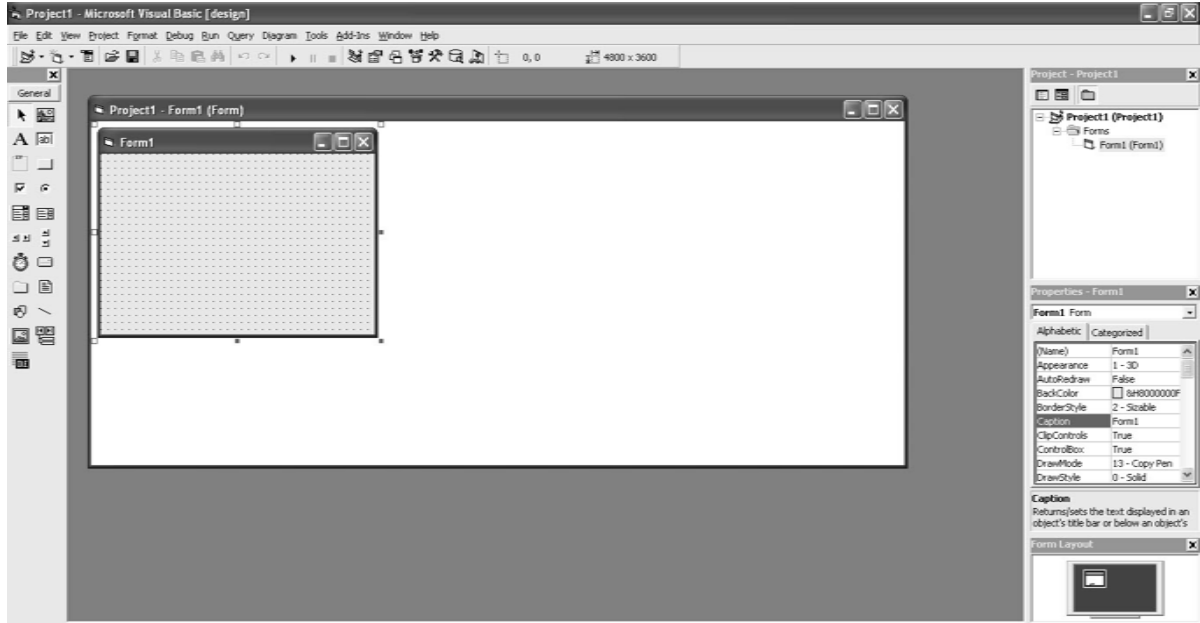 Project1 - Microsoft Visual Basic [design]
File Edit View Project Format Debug Run Query Diagram Tools Add-Ins Window Help
0, 0 4800 x 3600
General
A ab
Project1 - Form1 (Form)
Form1
Project - Project1
Project1 (Project1)
Forms
Form1 (Form1)
Properties - Form1
Form1 Form
Alphabetic Categorized
(Name) Form1
Appearance 1 - 3D
AutoRedraw False
BackColor &H8000000F
BorderStyle 2 - Sizable
Caption Form1
ClipControls True
ControlBox True
DrawMode 13 - Copy Pen
DrawStyle 0 - Solid
Caption
Returns/sets the text displayed in an
object's title bar or below an object's
Form Layout